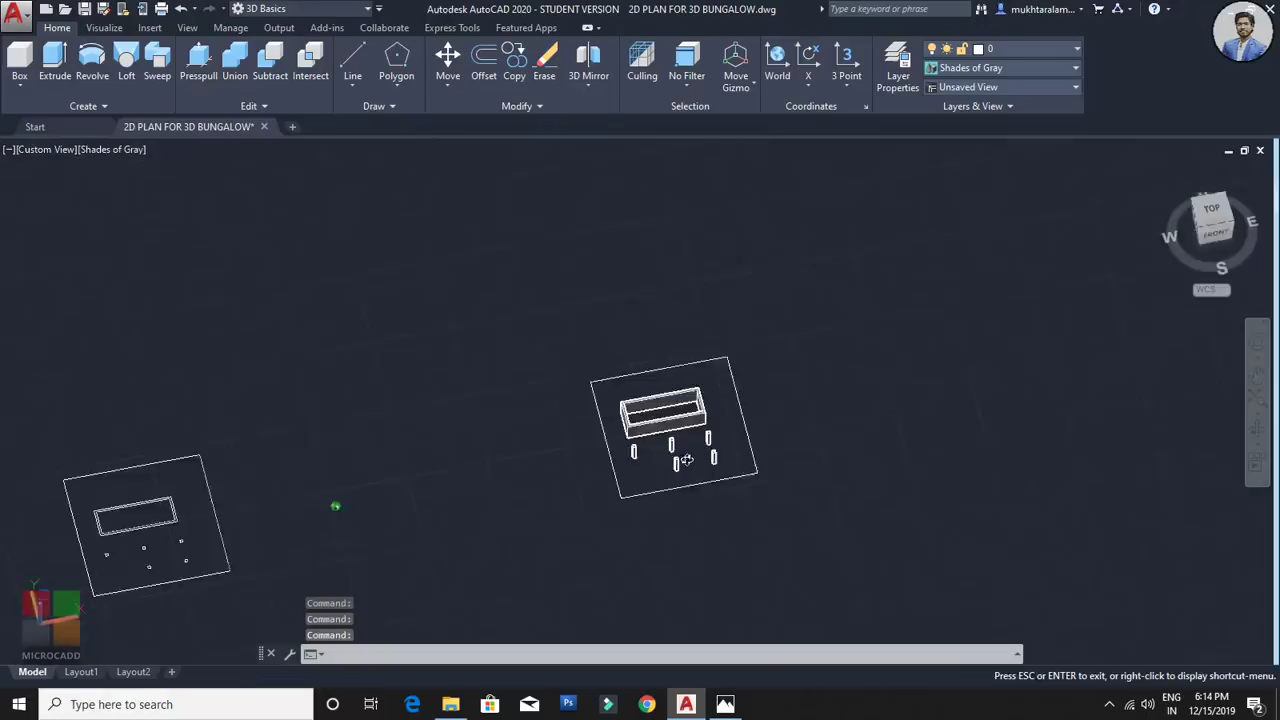 3D Basics
Autodesk AutoCAD 2020 - STUDENT VERSION 2D PLAN FOR 3D BUNGALOW.dwg
Type a keyword or phrase
mukhtaralam...
Home Visualize Insert View Manage Output Add-ins Collaborate Express Tools Featured Apps
Box Extrude Revolve Loft Sweep Presspull Union Subtract Intersect Line Polygon Move Offset Copy Erase 3D Mirror Culling No Filter Move Gizmo World X 3 Point Layer Properties
0
Shades of Gray
Unsaved View
Create Edit Draw Modify Selection Coordinates Layers & View
Start 2D PLAN FOR 3D BUNGALOW*
[−][Custom View][Shades of Gray]
TOP
FRONT
W E
S
WCS
Y
MICROCADD
Command:
Command:
Command:
Model Layout1 Layout2 +
Press ESC or ENTER to exit, or right-click to display shortcut-menu.
Type here to search
ENG
IN
6:14 PM
12/15/2019
2